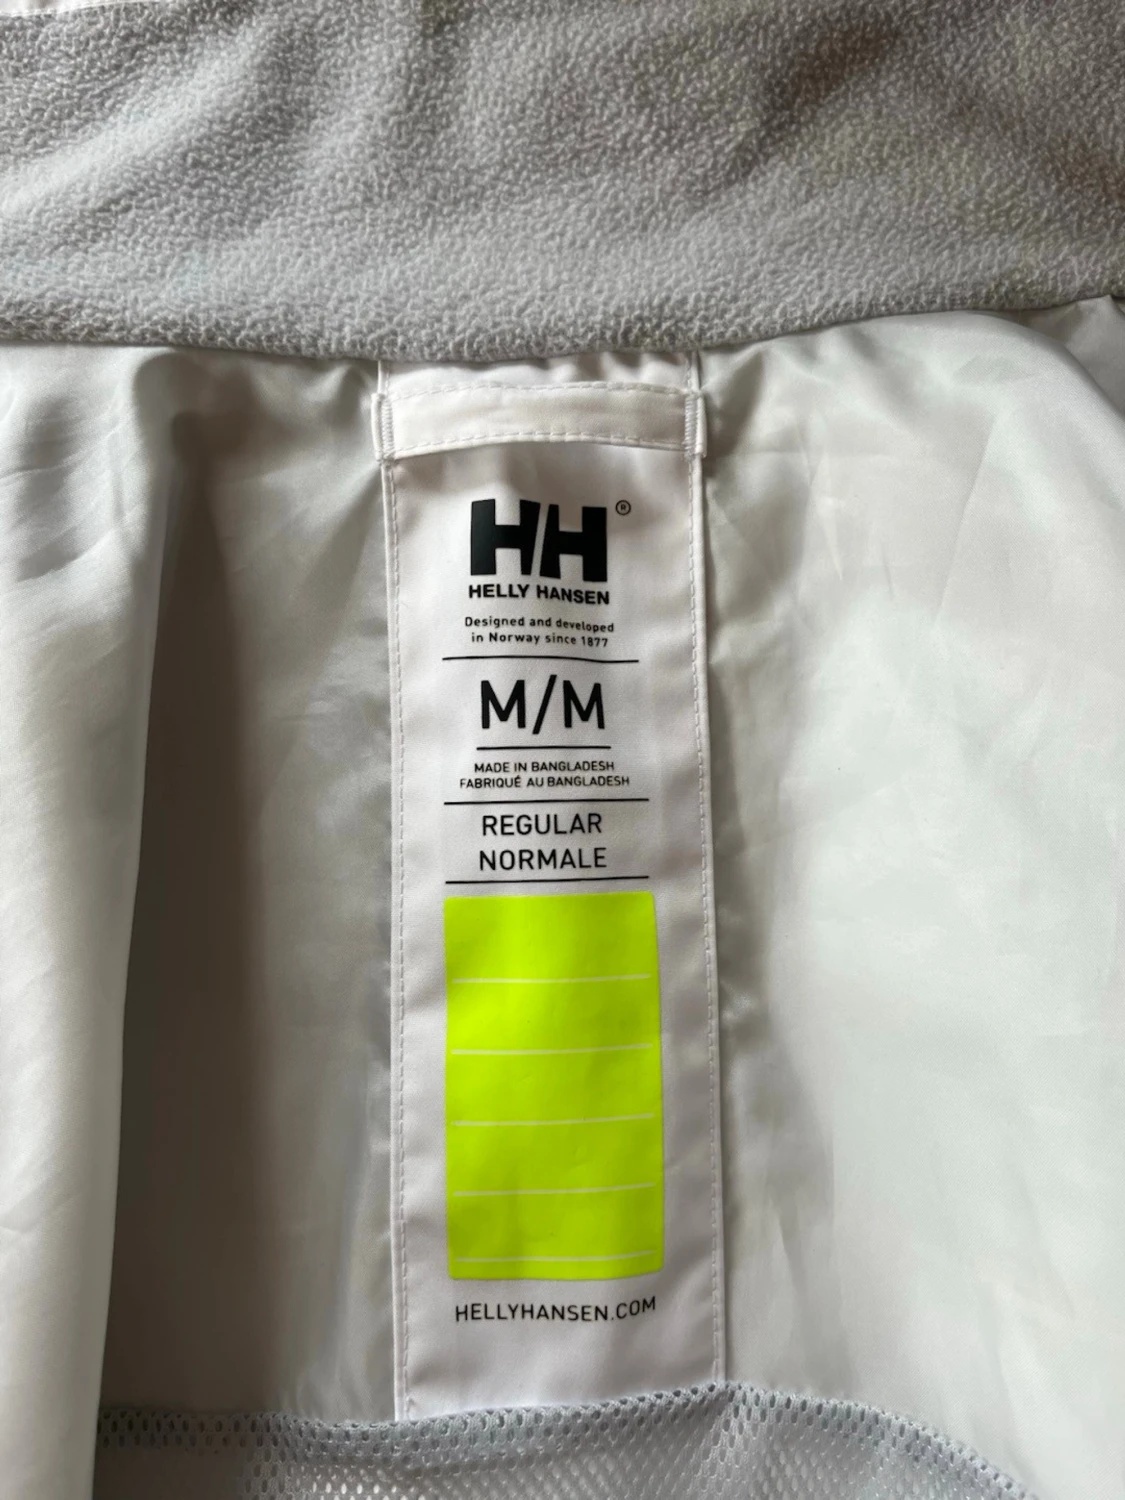 HH®
HELLY HANSEN
Designed and developed
in Norway since 1877
M/M
MADE IN BANGLADESH
FABRIQUÉ AU BANGLADESH
REGULAR
NORMALE
HELLYHANSEN.COM